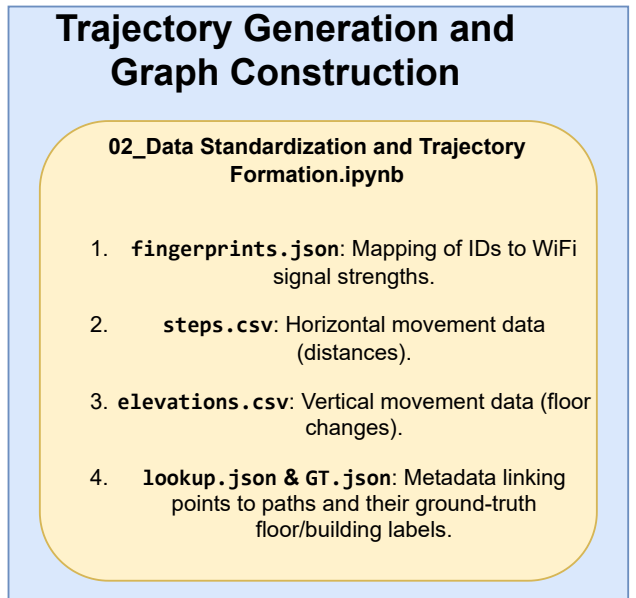 Trajectory Generation and
Graph Construction
02_Data Standardization and Trajectory
Formation.ipynb
1. fingerprints.json: Mapping of IDs to WiFi
signal strengths.
2. steps.csv: Horizontal movement data
(distances).
3. elevations.csv: Vertical movement data (floor
changes).
4. lookup.json & GT.json: Metadata linking
points to paths and their ground-truth
floor/building labels.